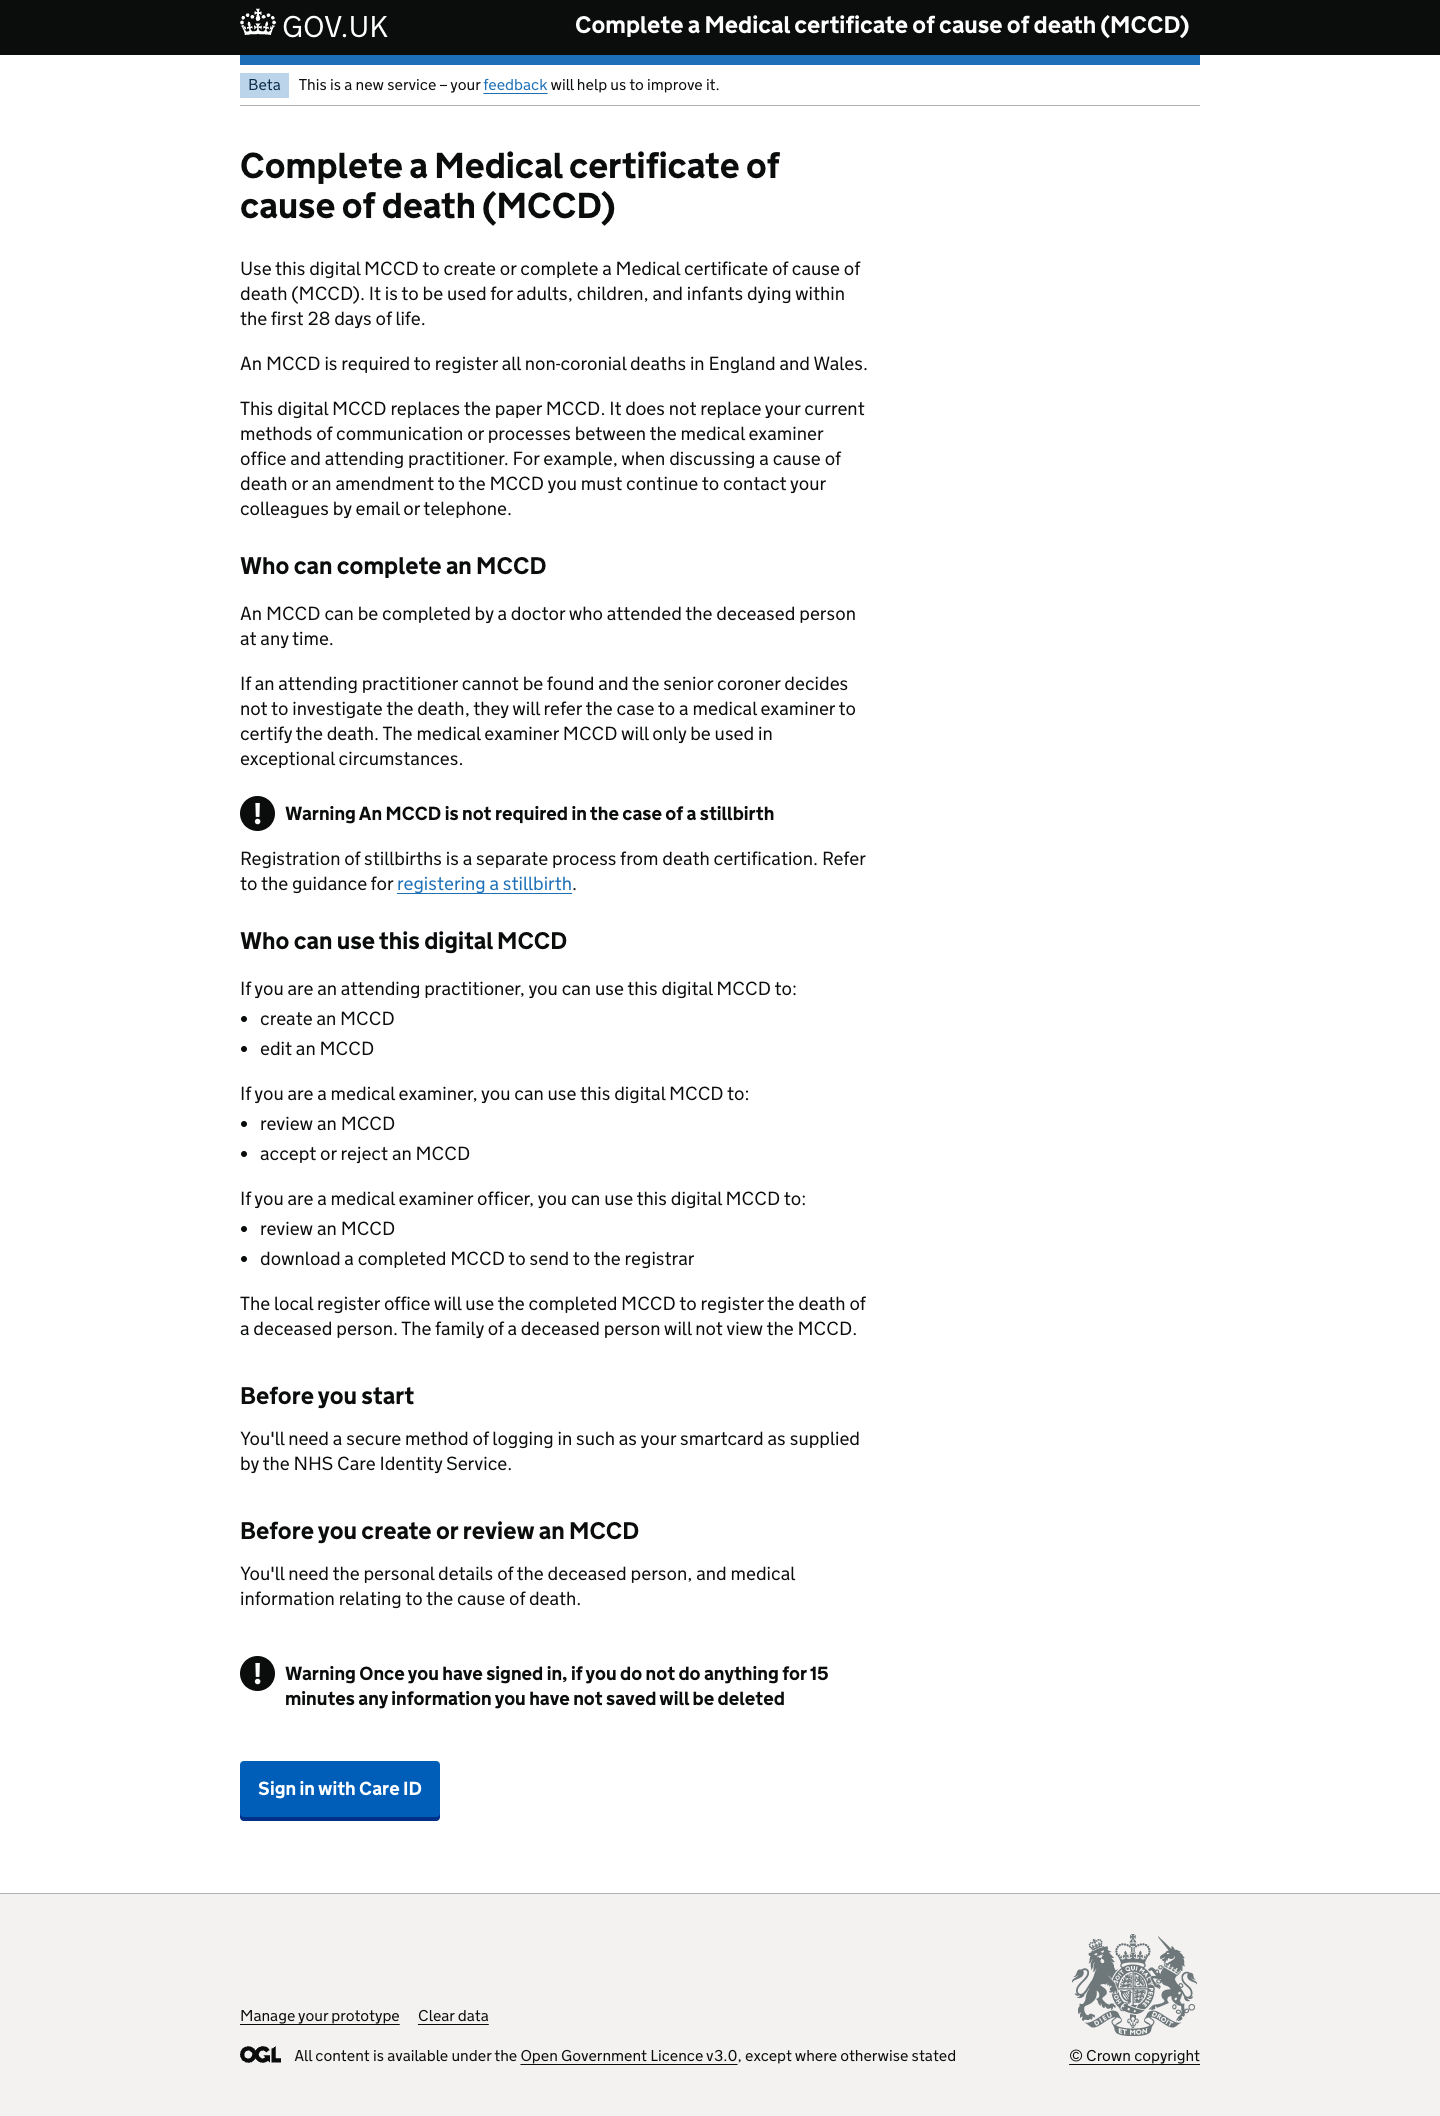 GOV.UK
Complete a Medical certificate of cause of death (MCCD)
Beta
This is a new service – your feedback will help us to improve it.
Complete a Medical certificate of
cause of death (MCCD)
Use this digital MCCD to create or complete a Medical certificate of cause of
death (MCCD). It is to be used for adults, children, and infants dying within
the first 28 days of life.
An MCCD is required to register all non-coronial deaths in England and Wales.
This digital MCCD replaces the paper MCCD. It does not replace your current
methods of communication or processes between the medical examiner
office and attending practitioner. For example, when discussing a cause of
death or an amendment to the MCCD you must continue to contact your
colleagues by email or telephone.
Who can complete an MCCD
An MCCD can be completed by a doctor who attended the deceased person
at any time.
If an attending practitioner cannot be found and the senior coroner decides
not to investigate the death, they will refer the case to a medical examiner to
certify the death. The medical examiner MCCD will only be used in
exceptional circumstances.
! Warning An MCCD is not required in the case of a stillbirth
Registration of stillbirths is a separate process from death certification. Refer
to the guidance for registering a stillbirth.
Who can use this digital MCCD
If you are an attending practitioner, you can use this digital MCCD to:
• create an MCCD
• edit an MCCD
If you are a medical examiner, you can use this digital MCCD to:
• review an MCCD
• accept or reject an MCCD
If you are a medical examiner officer, you can use this digital MCCD to:
• review an MCCD
• download a completed MCCD to send to the registrar
The local register office will use the completed MCCD to register the death of
a deceased person. The family of a deceased person will not view the MCCD.
Before you start
You'll need a secure method of logging in such as your smartcard as supplied
by the NHS Care Identity Service.
Before you create or review an MCCD
You'll need the personal details of the deceased person, and medical
information relating to the cause of death.
! Warning Once you have signed in, if you do not do anything for 15
minutes any information you have not saved will be deleted
Sign in with Care ID
Manage your prototype
Clear data
DIEU ET MON DROIT
OGL
All content is available under the Open Government Licence v3.0, except where otherwise stated
© Crown copyright